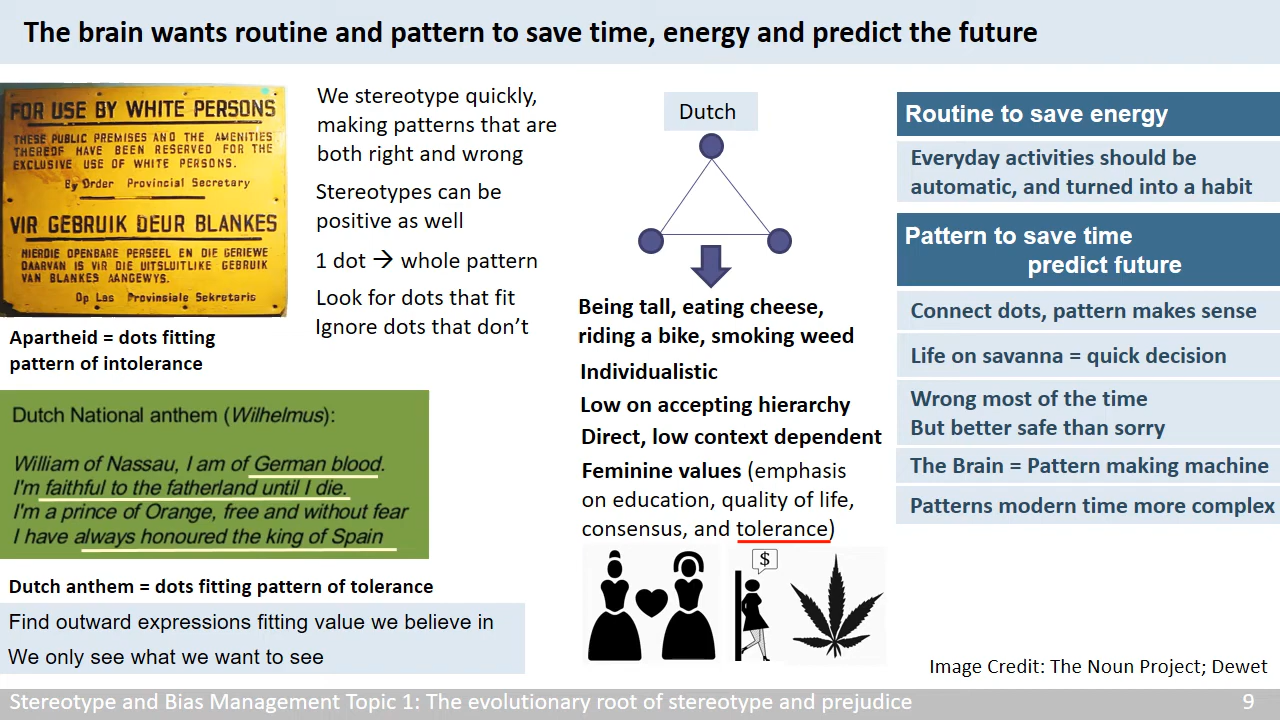 The brain wants routine and pattern to save time, energy and predict the future
FOR USE BY WHITE PERSONS
THESE PUBLIC PREMISES AND THE AMENITIES
THEREOF HAVE BEEN RESERVED FOR THE
EXCLUSIVE USE OF WHITE PERSONS.
By Order Provincial Secretary
VIR GEBRUIK DEUR BLANKES
HIERDIE OPENBARE PERSEEL EN DIE GERIEWE
DAARVAN IS VIR DIE UITSLUITLIKE GEBRUIK
VAN BLANKES AANGEWYS.
Op Las Provinsiale Sekretaris
Apartheid = dots fitting
pattern of intolerance
Dutch National anthem (Wilhelmus):
William of Nassau, I am of German blood.
I'm faithful to the fatherland until I die.
I'm a prince of Orange, free and without fear
I have always honoured the king of Spain
Dutch anthem = dots fitting pattern of tolerance
Find outward expressions fitting value we believe in
We only see what we want to see
We stereotype quickly,
making patterns that are
both right and wrong
Stereotypes can be
positive as well
1 dot → whole pattern
Look for dots that fit
Ignore dots that don't
Dutch
Being tall, eating cheese,
riding a bike, smoking weed
Individualistic
Low on accepting hierarchy
Direct, low context dependent
Feminine values (emphasis
on education, quality of life,
consensus, and tolerance)
$
Routine to save energy
Everyday activities should be
automatic, and turned into a habit
Pattern to save time
predict future
Connect dots, pattern makes sense
Life on savanna = quick decision
Wrong most of the time
But better safe than sorry
The Brain = Pattern making machine
Patterns modern time more complex
Image Credit: The Noun Project; Dewet
Stereotype and Bias Management Topic 1: The evolutionary root of stereotype and prejudice
9